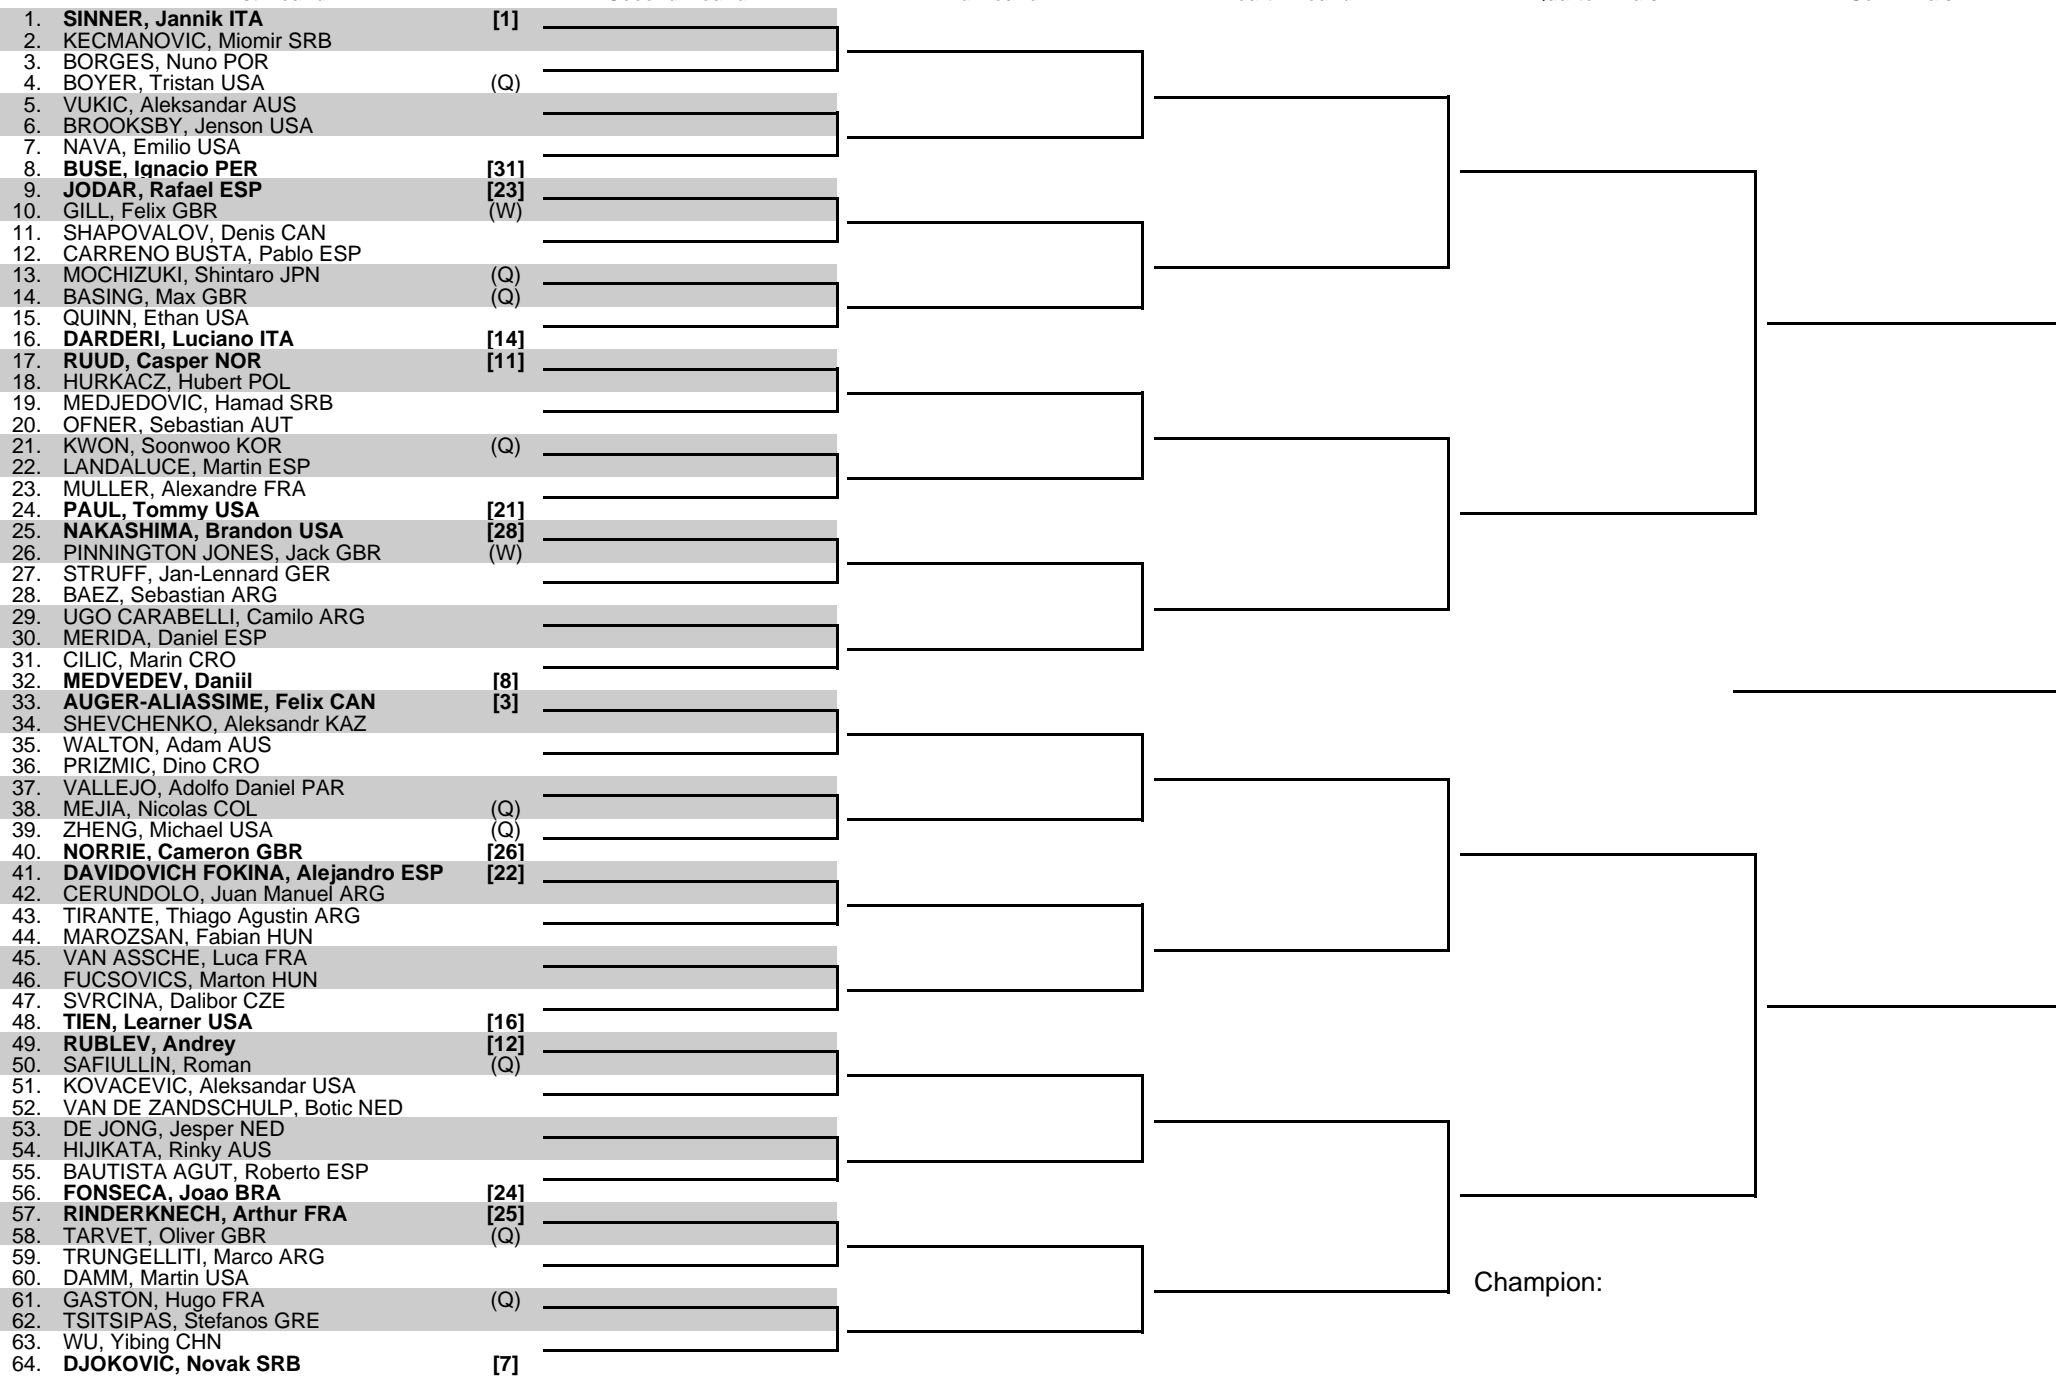 1. SINNER, Jannik ITA [1]
2. KECMANOVIC, Miomir SRB
3. BORGES, Nuno POR
4. BOYER, Tristan USA (Q)
5. VUKIC, Aleksandar AUS
6. BROOKSBY, Jenson USA
7. NAVA, Emilio USA
8. BUSE, Ignacio PER [31]
9. JODAR, Rafael ESP [23]
10. GILL, Felix GBR (W)
11. SHAPOVALOV, Denis CAN
12. CARRENO BUSTA, Pablo ESP
13. MOCHIZUKI, Shintaro JPN (Q)
14. BASING, Max GBR (Q)
15. QUINN, Ethan USA
16. DARDERI, Luciano ITA [14]
17. RUUD, Casper NOR [11]
18. HURKACZ, Hubert POL
19. MEDJEDOVIC, Hamad SRB
20. OFNER, Sebastian AUT
21. KWON, Soonwoo KOR (Q)
22. LANDALUCE, Martin ESP
23. MULLER, Alexandre FRA
24. PAUL, Tommy USA [21]
25. NAKASHIMA, Brandon USA [28]
26. PINNINGTON JONES, Jack GBR (W)
27. STRUFF, Jan-Lennard GER
28. BAEZ, Sebastian ARG
29. UGO CARABELLI, Camilo ARG
30. MERIDA, Daniel ESP
31. CILIC, Marin CRO
32. MEDVEDEV, Daniil [8]
33. AUGER-ALIASSIME, Felix CAN [3]
34. SHEVCHENKO, Aleksandr KAZ
35. WALTON, Adam AUS
36. PRIZMIC, Dino CRO
37. VALLEJO, Adolfo Daniel PAR
38. MEJIA, Nicolas COL (Q)
39. ZHENG, Michael USA (Q)
40. NORRIE, Cameron GBR [26]
41. DAVIDOVICH FOKINA, Alejandro ESP [22]
42. CERUNDOLO, Juan Manuel ARG
43. TIRANTE, Thiago Agustin ARG
44. MAROZSAN, Fabian HUN
45. VAN ASSCHE, Luca FRA
46. FUCSOVICS, Marton HUN
47. SVRCINA, Dalibor CZE
48. TIEN, Learner USA [16]
49. RUBLEV, Andrey [12]
50. SAFIULLIN, Roman (Q)
51. KOVACEVIC, Aleksandar USA
52. VAN DE ZANDSCHULP, Botic NED
53. DE JONG, Jesper NED
54. HIJIKATA, Rinky AUS
55. BAUTISTA AGUT, Roberto ESP
56. FONSECA, Joao BRA [24]
57. RINDERKNECH, Arthur FRA [25]
58. TARVET, Oliver GBR (Q)
59. TRUNGELLITI, Marco ARG
60. DAMM, Martin USA
Champion:
61. GASTON, Hugo FRA (Q)
62. TSITSIPAS, Stefanos GRE
63. WU, Yibing CHN
64. DJOKOVIC, Novak SRB [7]